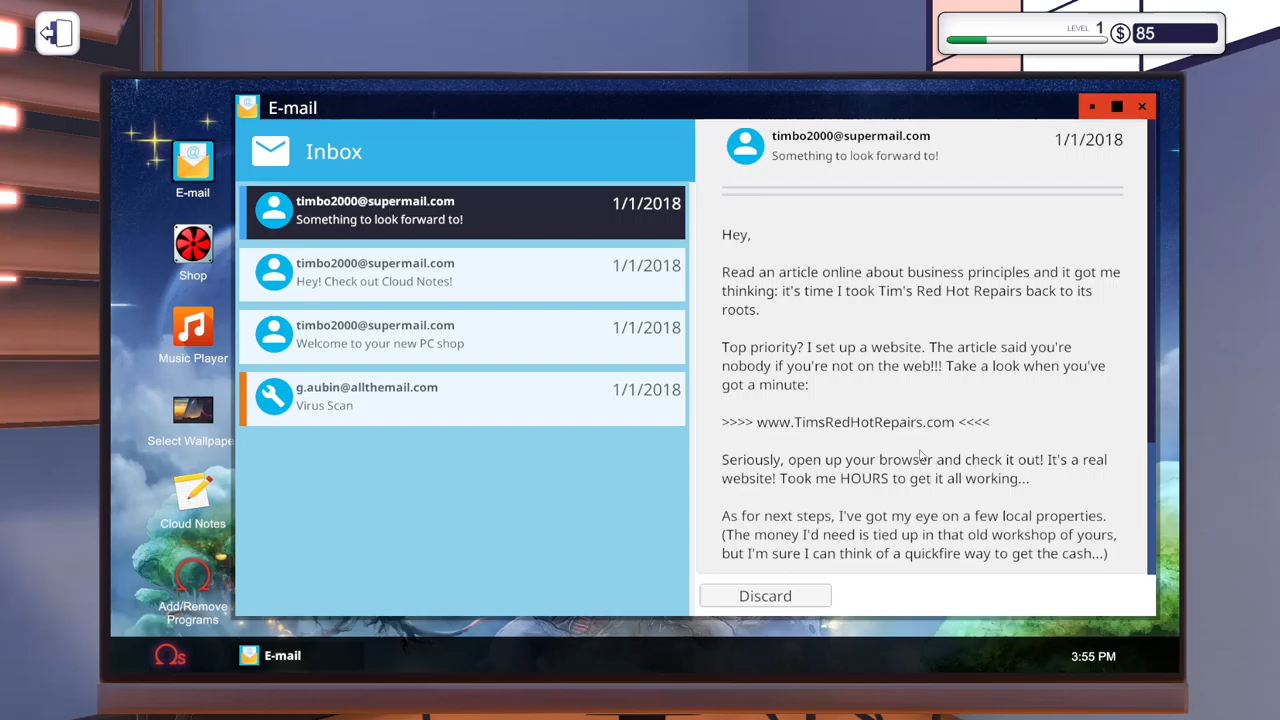 LEVEL 1
$ 85
E-mail
Inbox
timbo2000@supermail.com 1/1/2018
Something to look forward to!
timbo2000@supermail.com 1/1/2018
Hey! Check out Cloud Notes!
timbo2000@supermail.com 1/1/2018
Welcome to your new PC shop
g.aubin@allthemail.com 1/1/2018
Virus Scan
timbo2000@supermail.com 1/1/2018
Something to look forward to!
Hey,
Read an article online about business principles and it got me
thinking: it's time I took Tim's Red Hot Repairs back to its
roots.
Top priority? I set up a website. The article said you're
nobody if you're not on the web!!! Take a look when you've
got a minute:
>>>> www.TimsRedHotRepairs.com <<<<
Seriously, open up your browser and check it out! It's a real
website! Took me HOURS to get it all working...
As for next steps, I've got my eye on a few local properties.
(The money I'd need is tied up in that old workshop of yours,
but I'm sure I can think of a quickfire way to get the cash...)
Discard
E-mail
Shop
Music Player
Select Wallpape
Cloud Notes
Add/Remove
Programs
Ωs
E-mail
3:55 PM